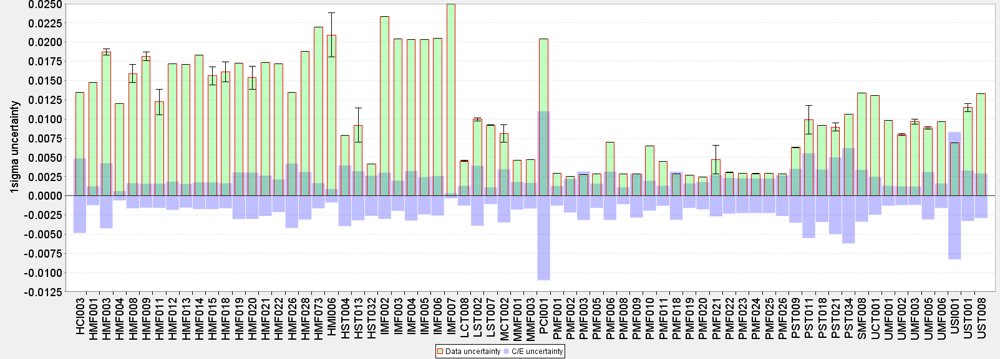 1sigma uncertainty
0.0250
0.0225
0.0200
0.0175
0.0150
0.0125
0.0100
0.0075
0.0050
0.0025
0.0000
-0.0025
-0.0050
-0.0075
-0.0100
-0.0125
HCI003
HMF001
HMF003
HMF004
HMF008
HMF009
HMF011
HMF012
HMF013
HMF014
HMF015
HMF018
HMF019
HMF020
HMF021
HMF022
HMF026
HMF028
HMF073
HMI006
HST004
HST013
HST032
IMF002
IMF003
IMF004
IMF005
IMF006
IMF007
LCT008
LST002
LST007
MCT002
MMF001
MIMF003
PCI001
PMF001
PMF002
PMF003
PMF005
PMF006
PMF008
PMF009
PMF010
PMF011
PMF018
PMF019
PMF020
PMF021
PMF022
PMF023
PMF024
PMF025
PMF026
PST009
PST011
PST018
PST021
PST034
SMF008
UCT001
UMF001
UMF002
UMF003
UMF005
UMF006
USI001
UST001
UST008
Data uncertainty
C/E uncertainty